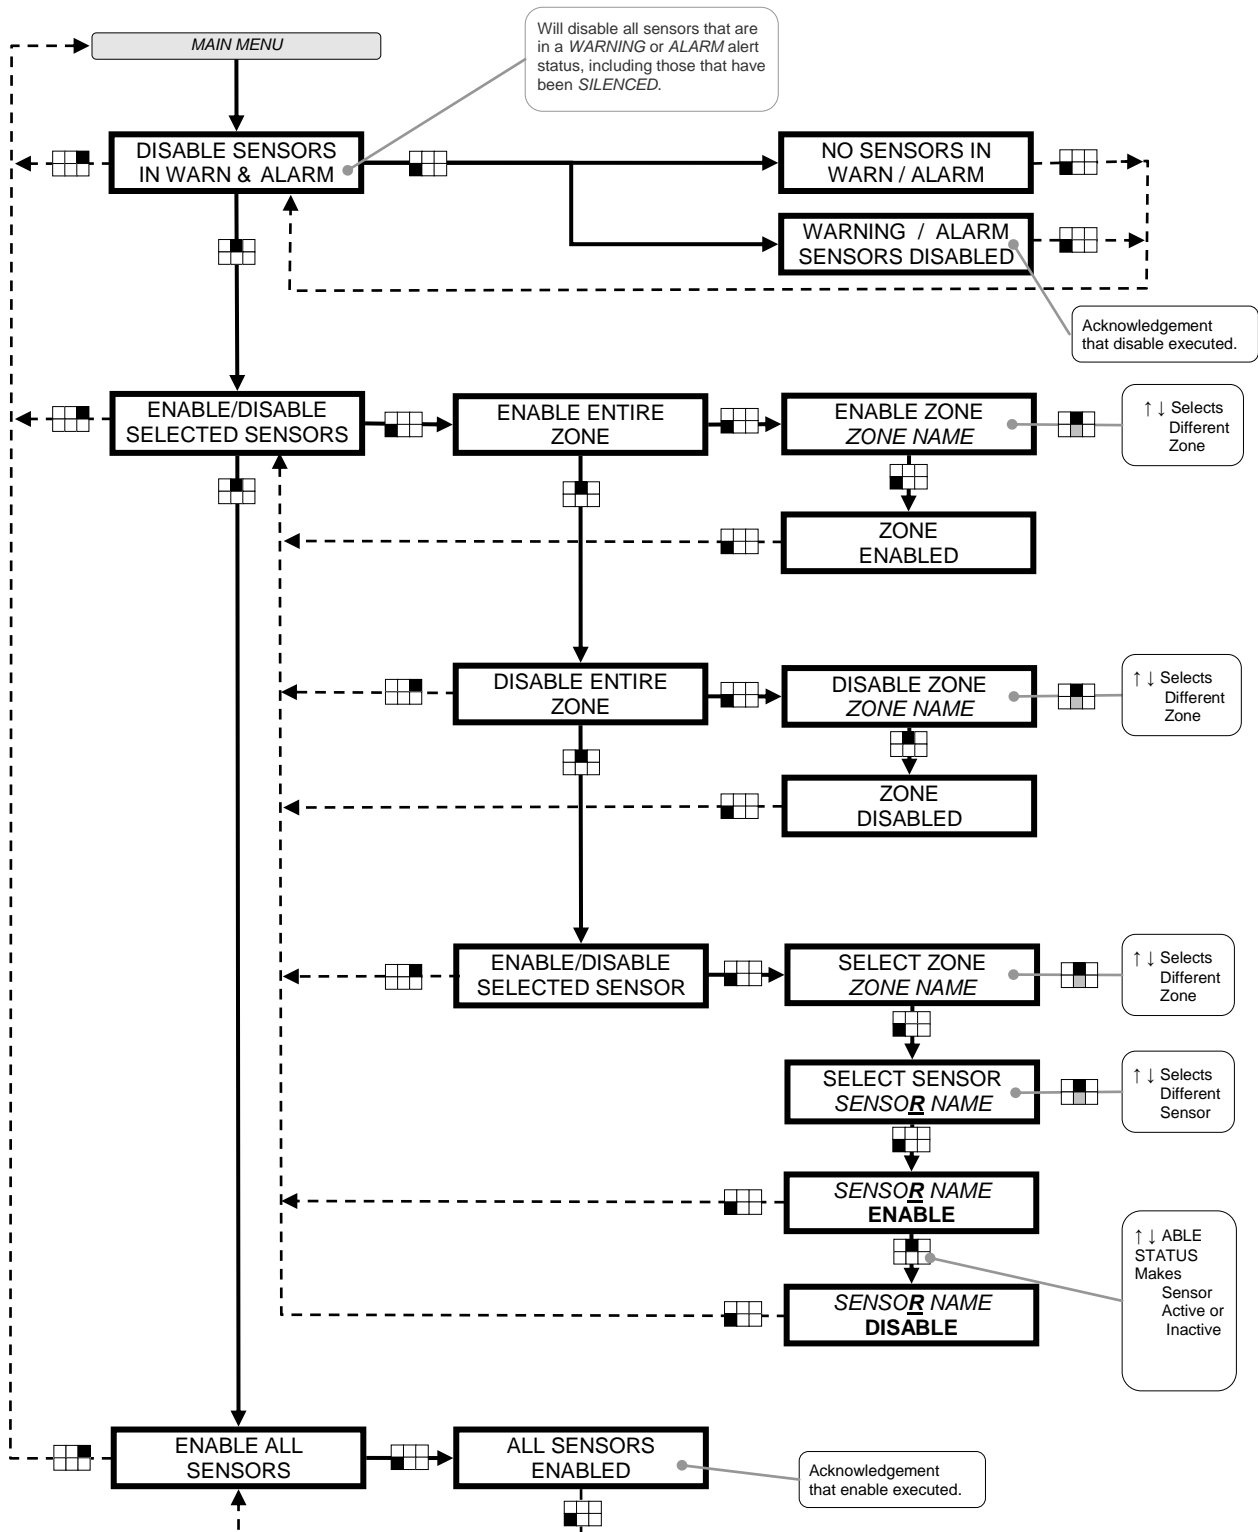 MAIN MENU
Will disable all sensors that are
in a WARNING or ALARM alert
status, including those that have
been SILENCED.
DISABLE SENSORS
IN WARN & ALARM
NO SENSORS IN
WARN / ALARM
WARNING / ALARM
SENSORS DISABLED
Acknowledgement
that disable executed.
ENABLE/DISABLE
SELECTED SENSORS
ENABLE ENTIRE
ZONE
ENABLE ZONE
ZONE NAME
↑↓ Selects
Different
Zone
ZONE
ENABLED
DISABLE ENTIRE
ZONE
DISABLE ZONE
ZONE NAME
↑↓ Selects
Different
Zone
ZONE
DISABLED
ENABLE/DISABLE
SELECTED SENSOR
SELECT ZONE
ZONE NAME
↑↓ Selects
Different
Zone
SELECT SENSOR
SENSOR NAME
↑↓ Selects
Different
Sensor
SENSOR NAME
ENABLE
↑↓ ABLE
STATUS
Makes
Sensor
Active or
Inactive
SENSOR NAME
DISABLE
ENABLE ALL
SENSORS
ALL SENSORS
ENABLED
Acknowledgement
that enable executed.